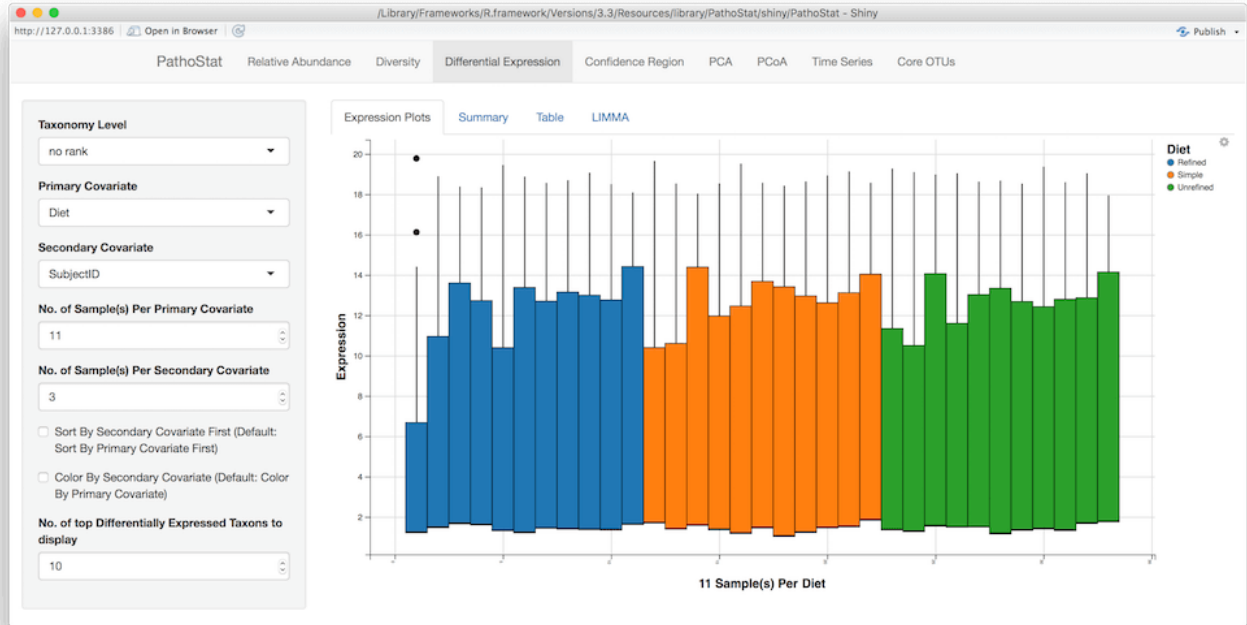 /Library/Frameworks/R.framework/Versions/3.3/Resources/library/PathoStat/shiny/PathoStat - Shiny
http://127.0.0.1:3386 Open in Browser Publish
PathoStat Relative Abundance Diversity Differential Expression Confidence Region PCA PCoA Time Series Core OTUs
Taxonomy Level
no rank
Primary Covariate
Diet
Secondary Covariate
SubjectID
No. of Sample(s) Per Primary Covariate
11
No. of Sample(s) Per Secondary Covariate
3
Sort By Secondary Covariate First (Default:
Sort By Primary Covariate First)
Color By Secondary Covariate (Default: Color
By Primary Covariate)
No. of top Differentially Expressed Taxons to
display
10
Expression Plots Summary Table LIMMA
20
18
16
14
12
10
8
6
4
2
Expression
11 Sample(s) Per Diet
Diet
Refined
Simple
Unrefined